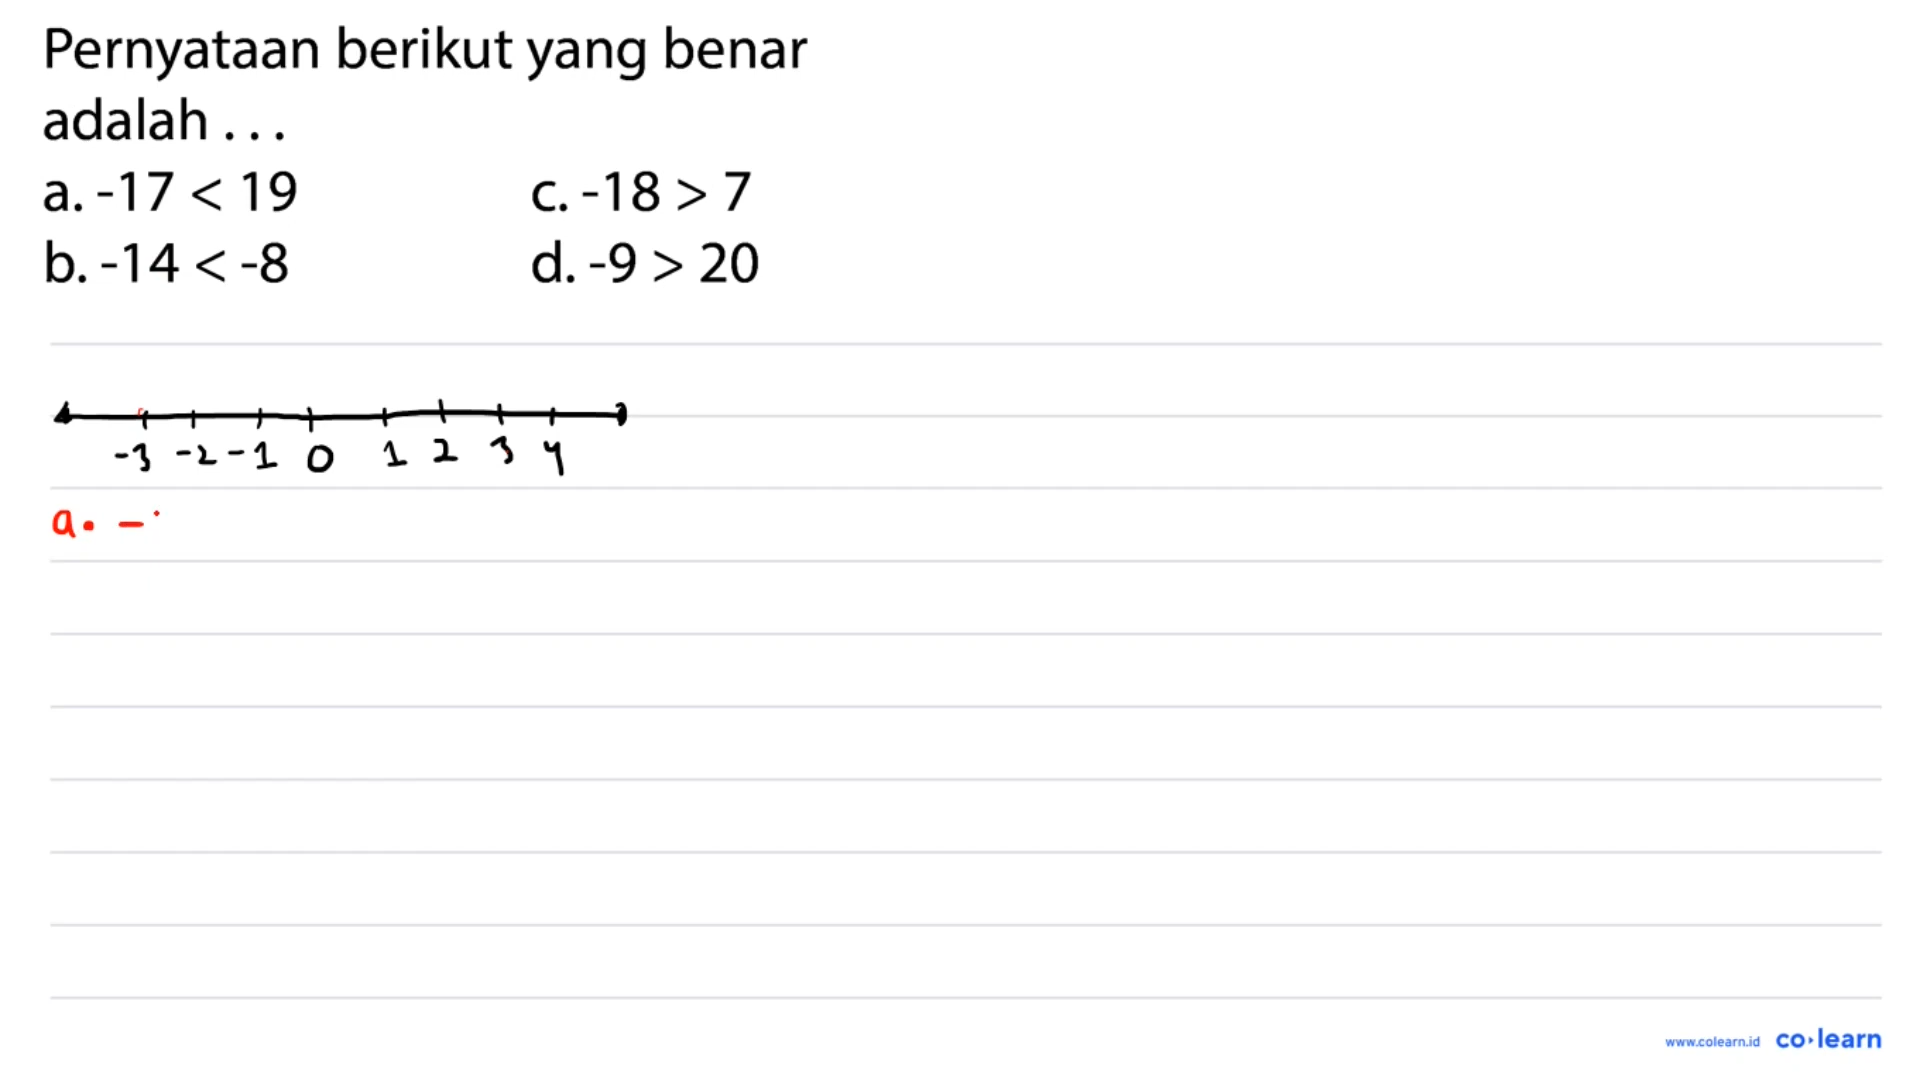 Pernyataan berikut yang benar
adalah . . .
a. -17 < 19 c. -18 > 7
b. -14 < -8 d. -9 > 20
-3 -2 -1 0 1 2 3 4
a. -
www.colearn.id co learn